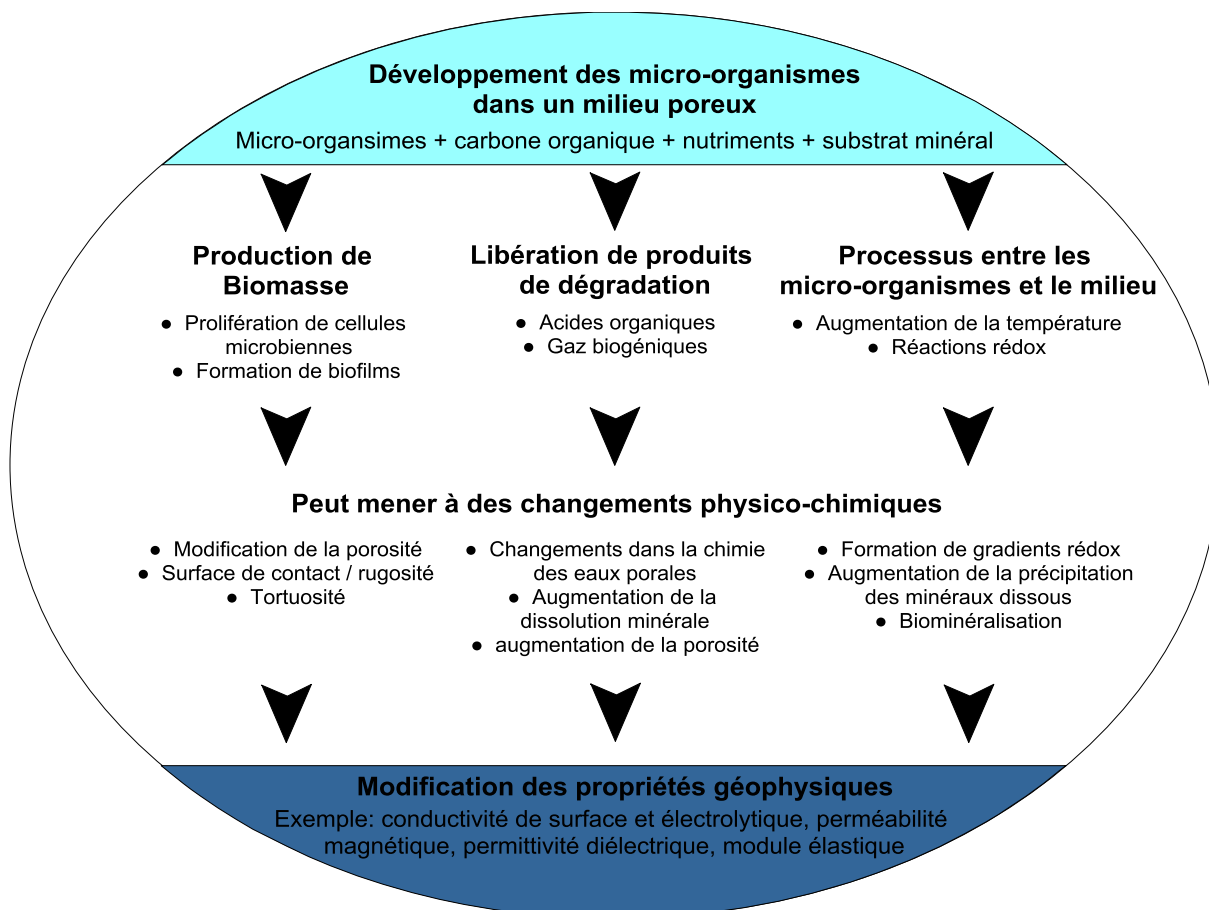 Développement des micro-organismes
dans un milieu poreux
Micro-organsimes + carbone organique + nutriments + substrat minéral
Production de
Biomasse
● Prolifération de cellules
microbiennes
● Formation de biofilms
Libération de produits
de dégradation
● Acides organiques
● Gaz biogéniques
Processus entre les
micro-organismes et le milieu
● Augmentation de la température
● Réactions rédox
Peut mener à des changements physico-chimiques
● Modification de la porosité
● Surface de contact / rugosité
● Tortuosité
● Changements dans la chimie
des eaux porales
● Augmentation de la
dissolution minérale
● augmentation de la porosité
● Formation de gradients rédox
● Augmentation de la précipitation
des minéraux dissous
● Biominéralisation
Modification des propriétés géophysiques
Exemple: conductivité de surface et électrolytique, perméabilité
magnétique, permittivité diélectrique, module élastique